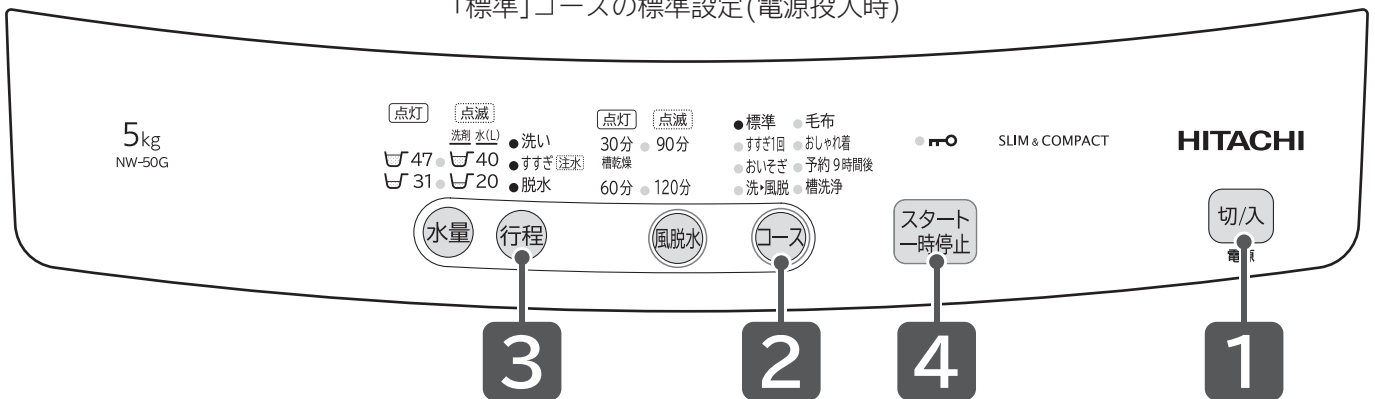 「標準」コースの標準設定(電源投入時)
5kg
NW-50G
点灯 点滅
洗剤 水(L)
47 40
31 20
洗い
すすぎ 注水
脱水
点灯 点滅
30分 90分
槽乾燥
60分 120分
標準 毛布
すすぎ1回 おしゃれ着
おいそぎ 予約 9時間後
洗▸風脱 槽洗浄
SLIM & COMPACT
HITACHI
水量
行程
風脱水
コース
スタート
一時停止
切/入
電源
3
2
4
1